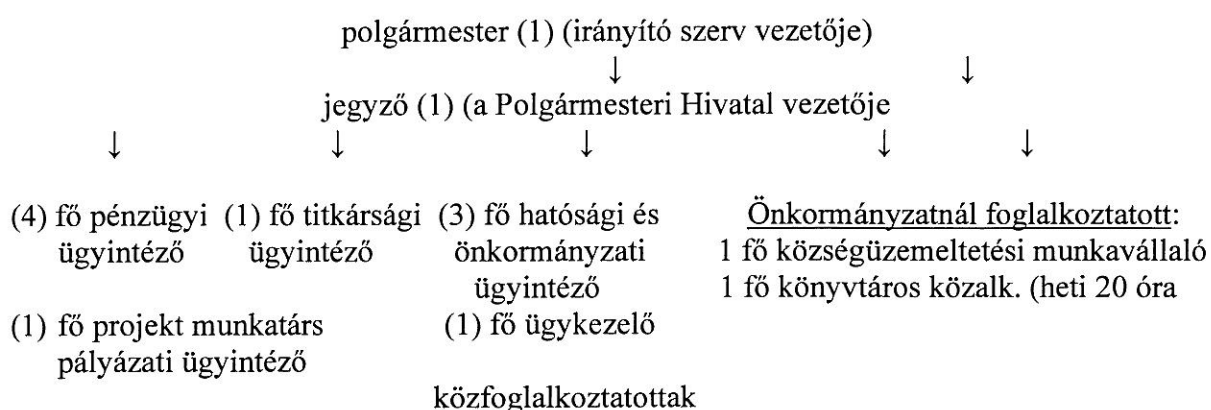 polgármester (1) (irányító szerv vezetője)
↓ ↓
jegyző (1) (a Polgármesteri Hivatal vezetője
↓ ↓ ↓ ↓ ↓
(4) fő pénzügyi (1) fő titkársági (3) fő hatósági és Önkormányzatnál foglalkoztatott:
ügyintéző ügyintéző önkormányzati 1 fő községüzemeltetési munkavállaló
ügyintéző 1 fő könyvtáros közalk. (heti 20 óra
(1) fő projekt munkatárs (1) fő ügykezelő
pályázati ügyintéző
közfoglalkoztatottak